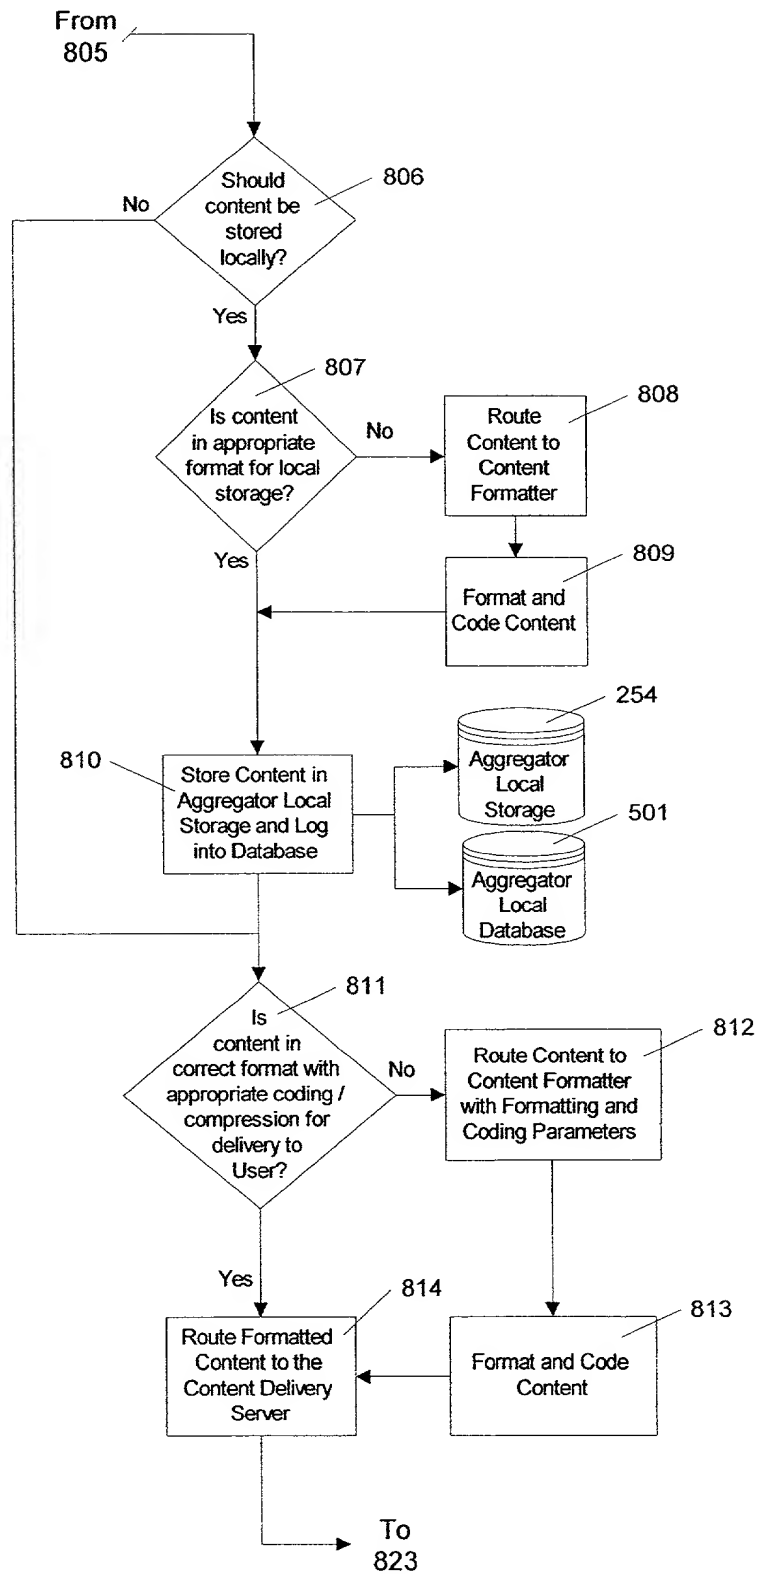 From
805
Should
content be
stored
locally?
806
No
Yes
807
Is content
in appropriate
format for local
storage?
No
Route
Content to
Content
Formatter
808
Yes
809
Format and
Code Content
254
Aggregator
Local
Storage
810
Store Content in
Aggregator Local
Storage and Log
into Database
501
Aggregator
Local
Database
811
Is
content in
correct format with
appropriate coding /
compression for
delivery to
User?
No
812
Route Content to
Content Formatter
with Formatting and
Coding Parameters
Yes
814
Route Formatted
Content to the
Content Delivery
Server
813
Format and Code
Content
To
823